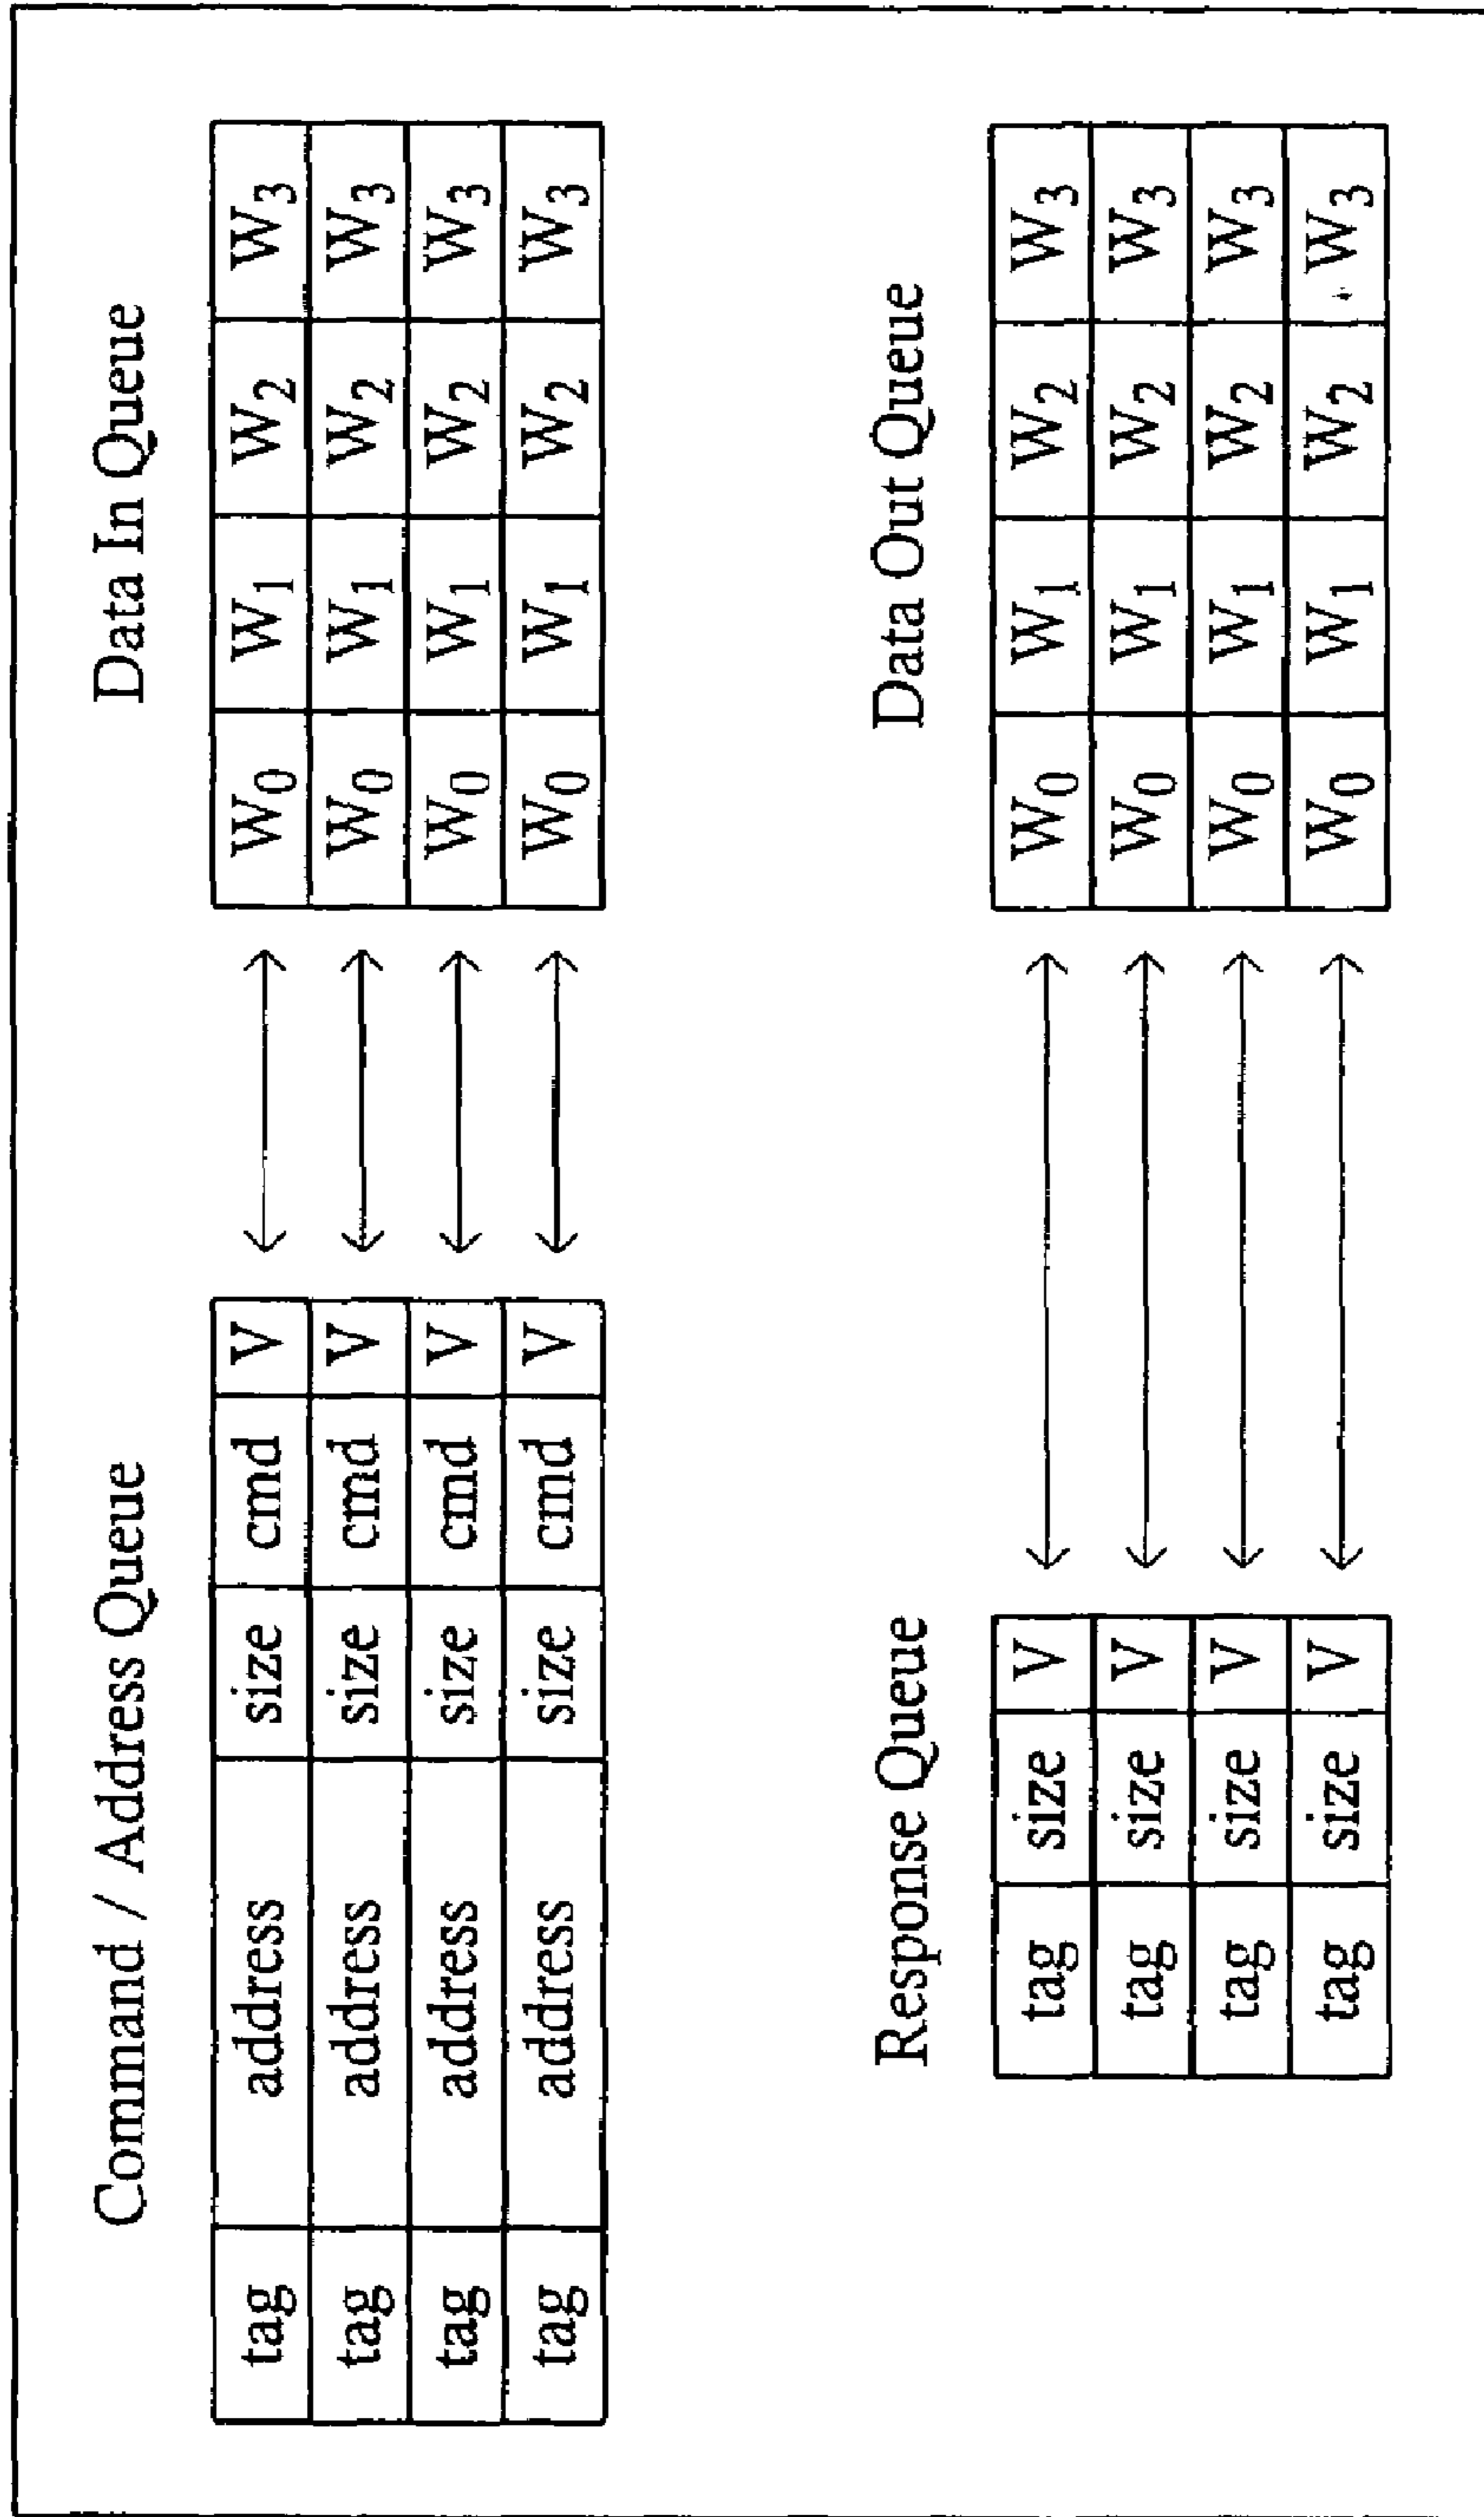 Command / Address Queue
Data In Queue
tag address size cmd V W₀ W₁ W₂ W₃
tag address size cmd V W₀ W₁ W₂ W₃
tag address size cmd V W₀ W₁ W₂ W₃
tag address size cmd V W₀ W₁ W₂ W₃
Response Queue
Data Out Queue
tag size V W₀ W₁ W₂ W₃
tag size V W₀ W₁ W₂ W₃
tag size V W₀ W₁ W₂ W₃
tag size V W₀ W₁ W₂ W₃